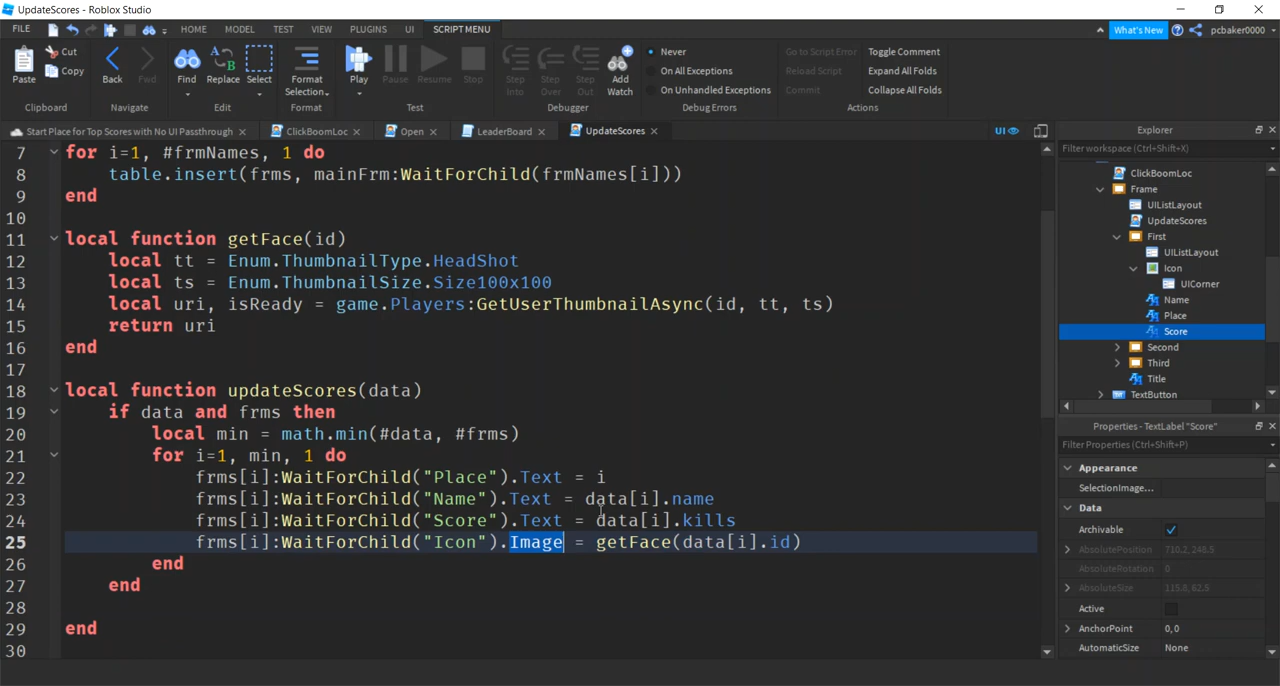 UpdateScores - Roblox Studio
FILE HOME MODEL TEST VIEW PLUGINS UI SCRIPT MENU What's New pcbaker0000
Paste Cut Copy Back Fwd Find Replace Select Format Selection Play Pause Resume Stop Step Into Step Over Step Out Add Watch
Never
On All Exceptions
On Unhandled Exceptions
Go to Script Error
Reload Script
Commit
Toggle Comment
Expand All Folds
Collapse All Folds
Clipboard Navigate Edit Format Test Debugger Debug Errors Actions
Start Place for Top Scores with No UI Passthrough ClickBoomLoc Open LeaderBoard UpdateScores UI
7 for i=1, #frmNames, 1 do
8 table.insert(frms, mainFrm:WaitForChild(frmNames[i]))
9 end
10
11 local function getFace(id)
12 local tt = Enum.ThumbnailType.HeadShot
13 local ts = Enum.ThumbnailSize.Size100x100
14 local uri, isReady = game.Players:GetUserThumbnailAsync(id, tt, ts)
15 return uri
16 end
17
18 local function updateScores(data)
19 if data and frms then
20 local min = math.min(#data, #frms)
21 for i=1, min, 1 do
22 frms[i]:WaitForChild("Place").Text = i
23 frms[i]:WaitForChild("Name").Text = data[i].name
24 frms[i]:WaitForChild("Score").Text = data[i].kills
25 frms[i]:WaitForChild("Icon").Image = getFace(data[i].id)
26 end
27 end
28
29 end
30
Explorer
Filter workspace (Ctrl+Shift+X)
ClickBoomLoc
Frame
UIListLayout
UpdateScores
First
UIListLayout
Icon
UICorner
Name
Place
Score
Second
Third
Title
TextButton
Properties - TextLabel "Score"
Filter Properties (Ctrl+Shift+P)
Appearance
SelectionImage...
Data
Archivable
AbsolutePosition 710.2, 248.5
AbsoluteRotation 0
AbsoluteSize 115.8, 62.5
Active
AnchorPoint 0,0
AutomaticSize None